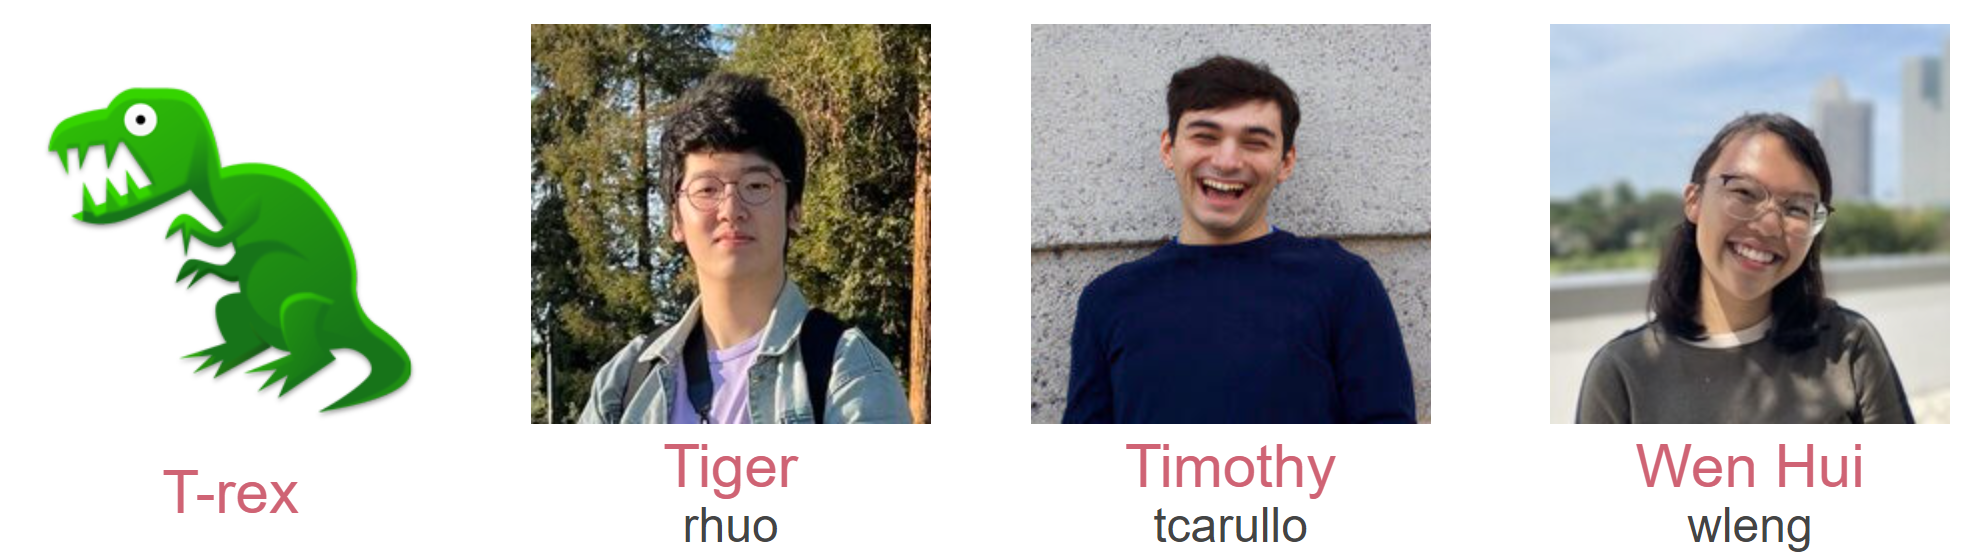 T-rex
Tiger
rhuo
Timothy
tcarullo
Wen Hui
wleng